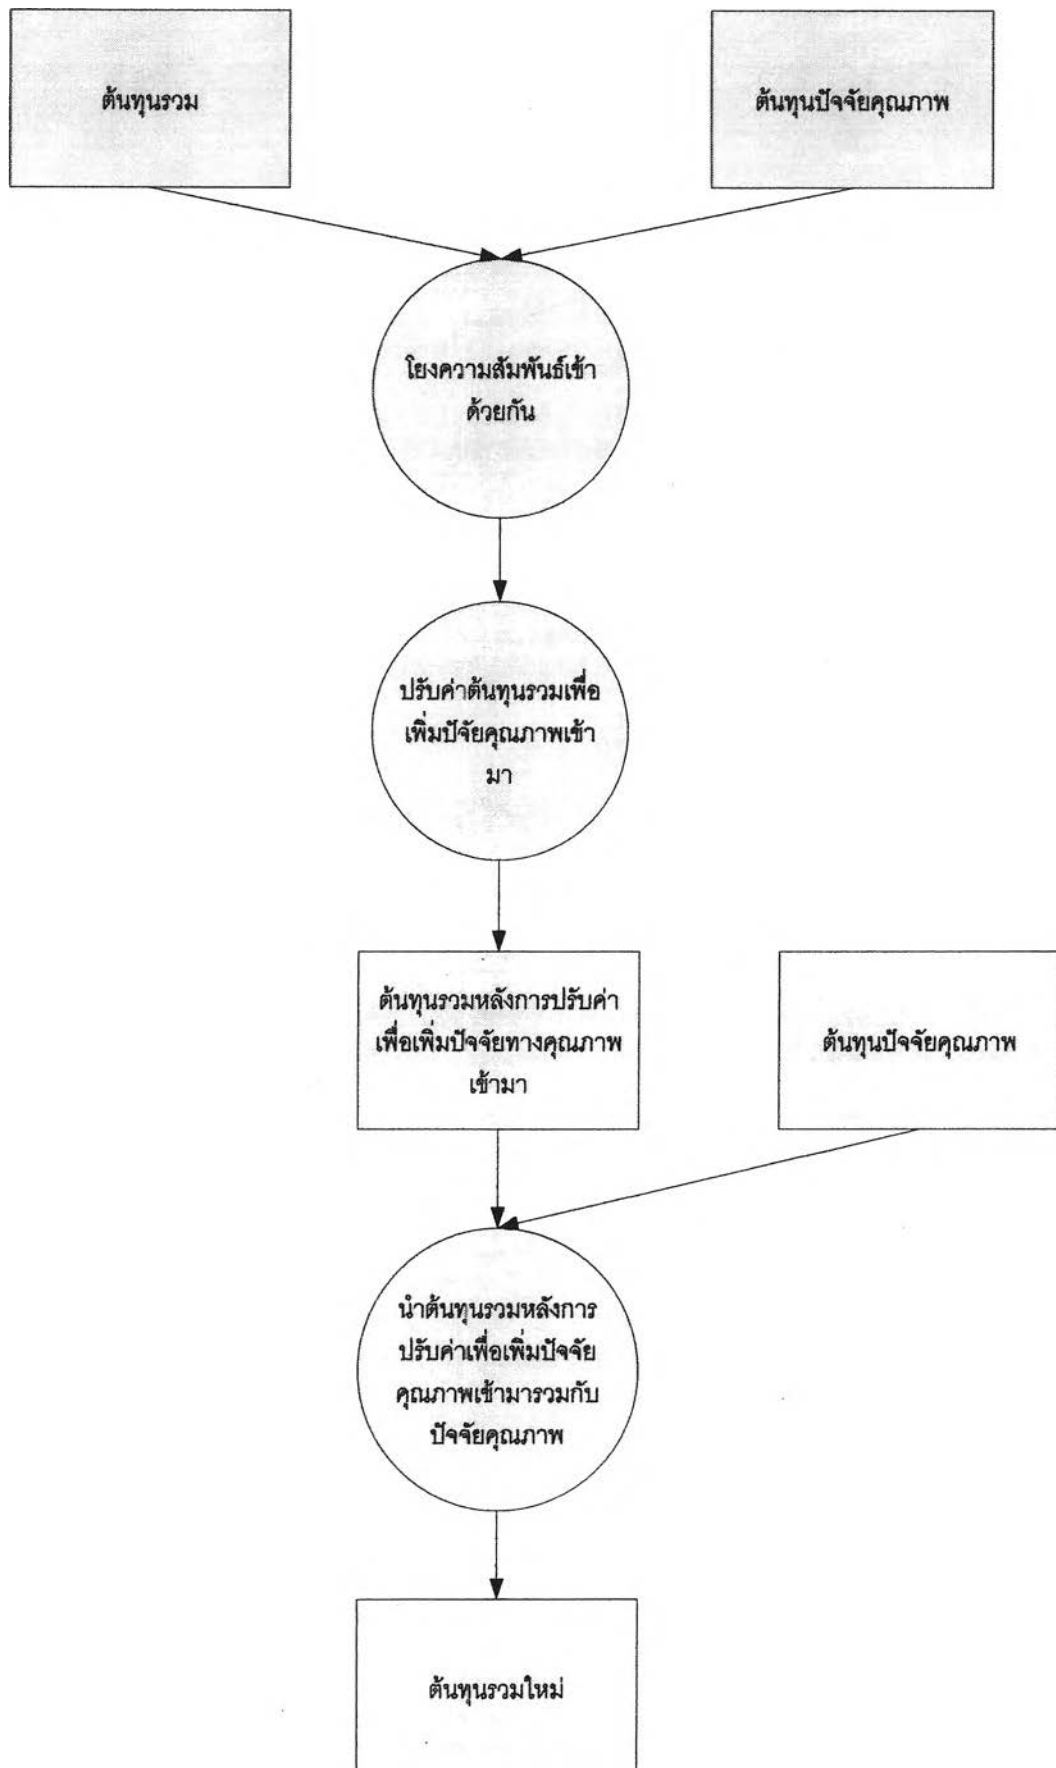 ต้นทุนรวม
ต้นทุนปัจจัยคุณภาพ
โยงความสัมพันธ์เข้า
ด้วยกัน
ปรับค่าต้นทุนรวมเพื่อ
เพิ่มปัจจัยคุณภาพเข้า
มา
ต้นทุนรวมหลังการปรับค่า
เพื่อเพิ่มปัจจัยทางคุณภาพ
เข้ามา
ต้นทุนปัจจัยคุณภาพ
นำต้นทุนรวมหลังการ
ปรับค่าเพื่อเพิ่มปัจจัย
คุณภาพเข้ามารวมกับ
ปัจจัยคุณภาพ
ต้นทุนรวมใหม่